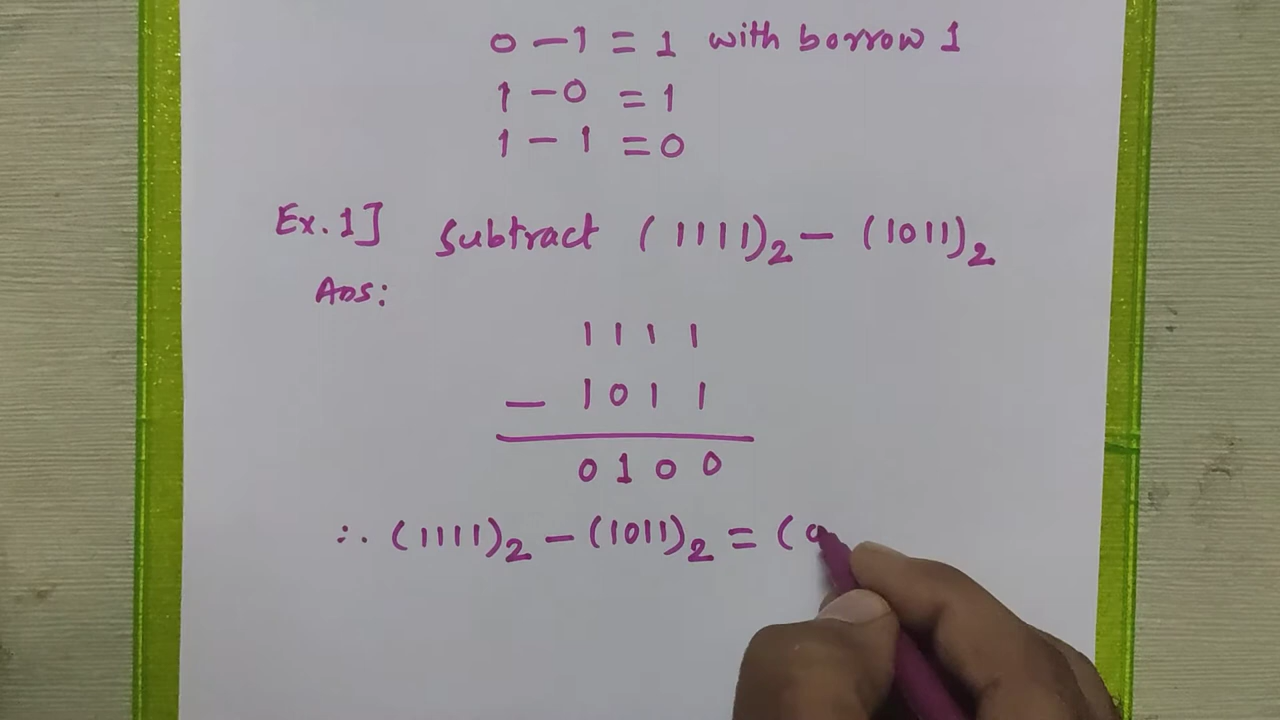 0 - 1 = 1 with borrow 1
1 - 0 = 1
1 - 1 = 0
Ex. 1] Subtract (1111)₂ - (1011)₂
Ans:
1 1 1 1
- 1 0 1 1
0 1 0 0
∴ (1111)₂ - (1011)₂ = (0